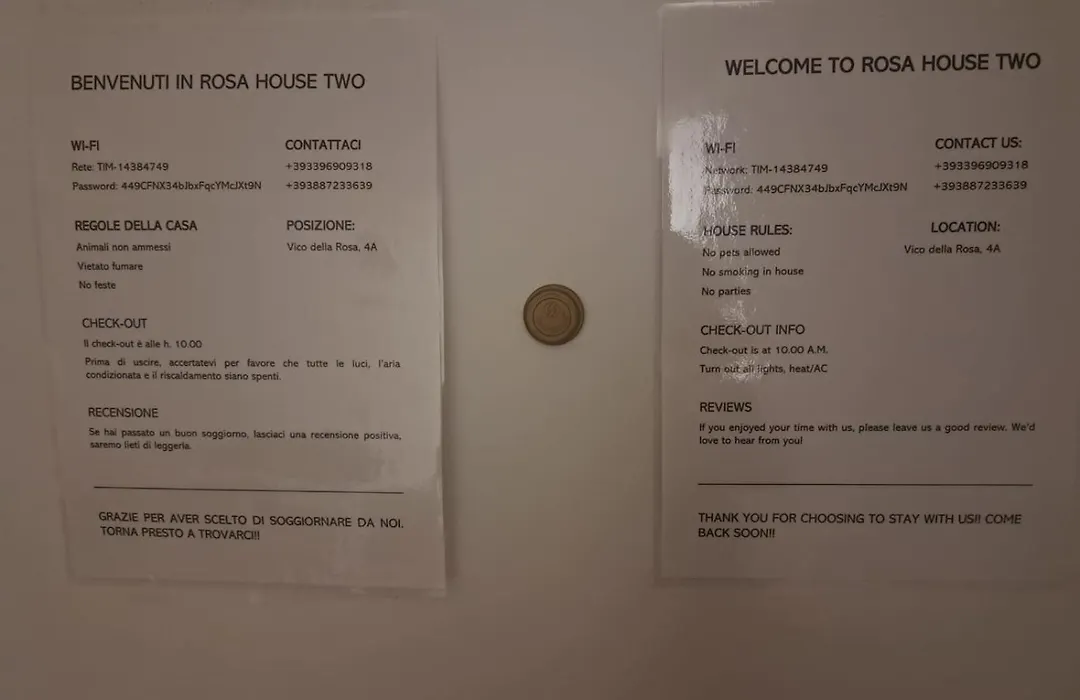 BENVENUTI IN ROSA HOUSE TWO
WI-FI
Rete: TIM-14384749
Password: 449CFNX34bJbxFqcYMcJXt9N
CONTATTACI
+393396909318
+393887233639
REGOLE DELLA CASA
Animali non ammessi
Vietato fumare
No feste
POSIZIONE:
Vico della Rosa, 4A
CHECK-OUT
Il check-out è alle h. 10.00
Prima di uscire, accertatevi per favore che tutte le luci, l'aria
condizionata e il riscaldamento siano spenti.
RECENSIONE
Se hai passato un buon soggiorno, lasciaci una recensione positiva,
saremo lieti di leggerla.
GRAZIE PER AVER SCELTO DI SOGGIORNARE DA NOI.
TORNA PRESTO A TROVARCI!!
WELCOME TO ROSA HOUSE TWO
WI-FI
Network: TIM-14384749
Password: 449CFNX34bJbxFqcYMcJXt9N
CONTACT US:
+393396909318
+393887233639
HOUSE RULES:
No pets allowed
No smoking in house
No parties
LOCATION:
Vico della Rosa, 4A
CHECK-OUT INFO
Check-out is at 10.00 A.M.
Turn out all lights, heat/AC
REVIEWS
If you enjoyed your time with us, please leave us a good review. We'd
love to hear from you!
THANK YOU FOR CHOOSING TO STAY WITH US!! COME
BACK SOON!!